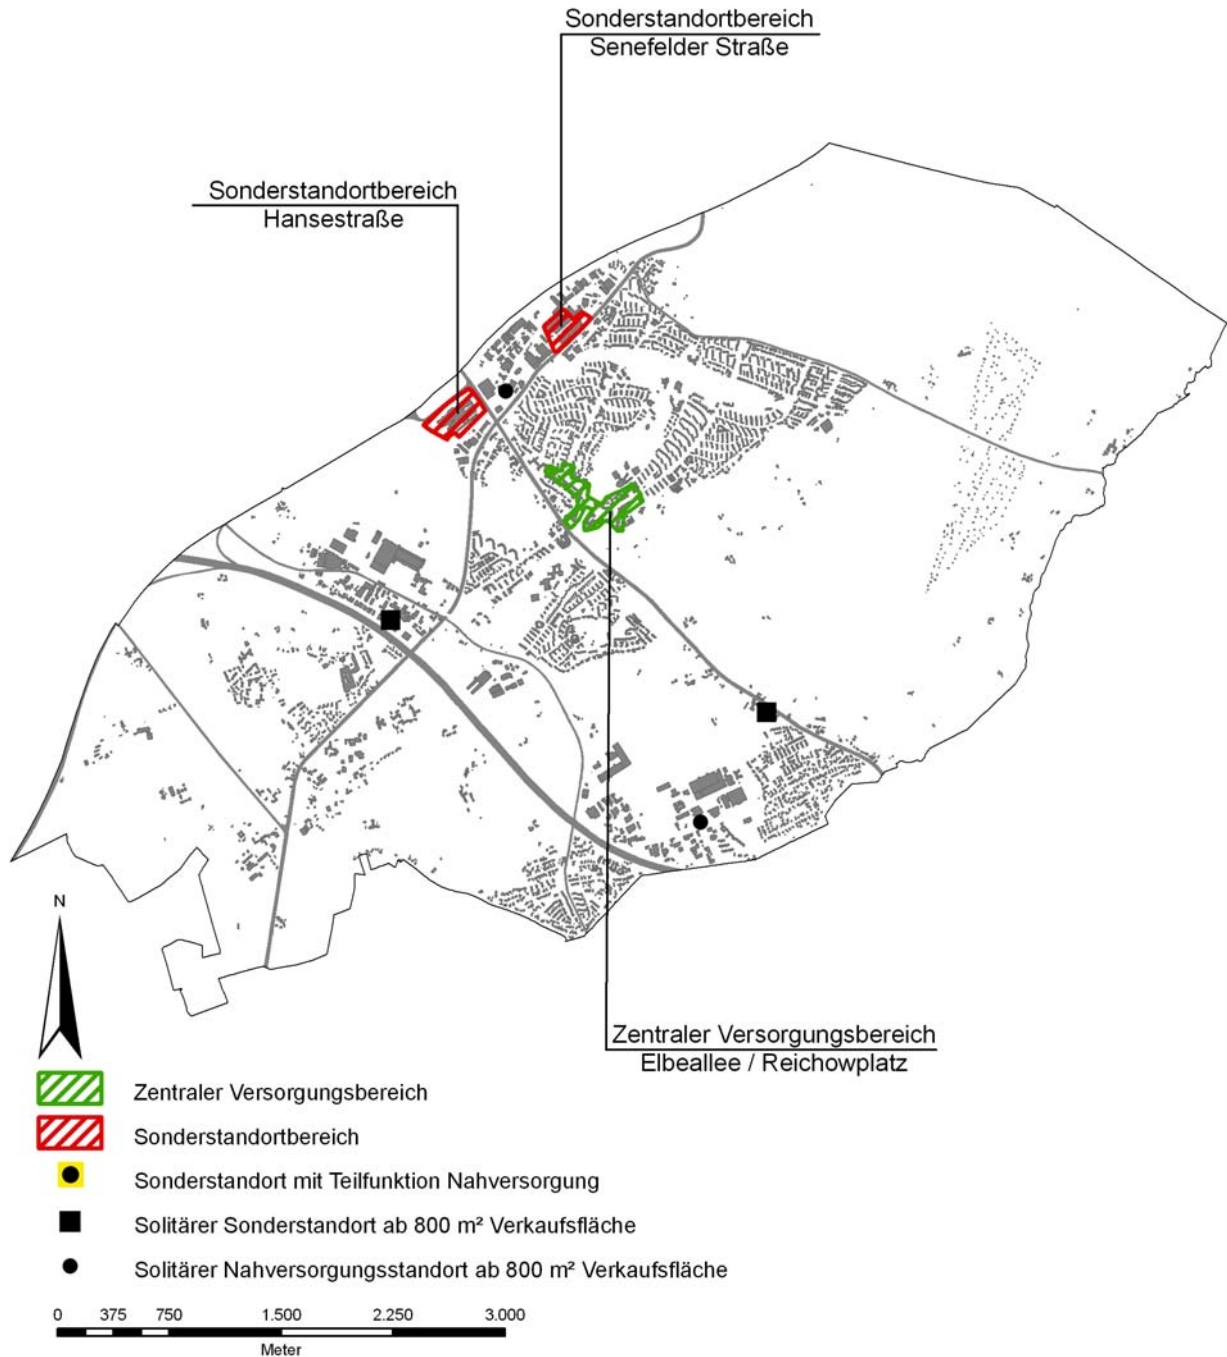 Sonderstandortbereich
Senefelder Straße
Sonderstandortbereich
Hansestraße
Zentraler Versorgungsbereich
Elbeallee / Reichowplatz
N
Zentraler Versorgungsbereich
Sonderstandortbereich
Sonderstandort mit Teilfunktion Nahversorgung
Solitärer Sonderstandort ab 800 m² Verkaufsfläche
Solitärer Nahversorgungsstandort ab 800 m² Verkaufsfläche
0 375 750 1.500 2.250 3.000
Meter